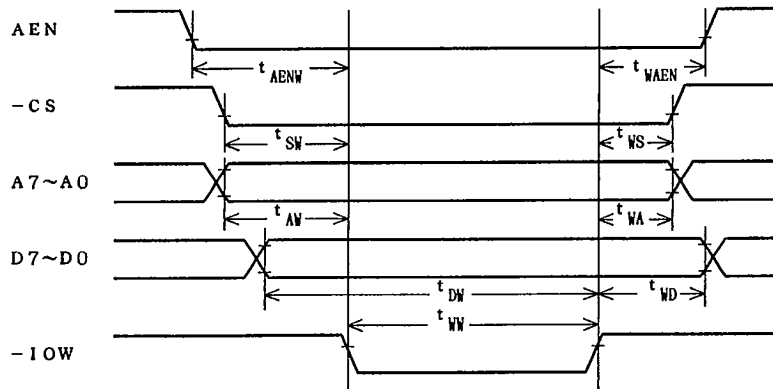 AEN
tAENW
tWAEN
-CS
tSW
tWS
A7~A0
tAW
tWA
D7~D0
tDW
tWD
tWW
-IOW